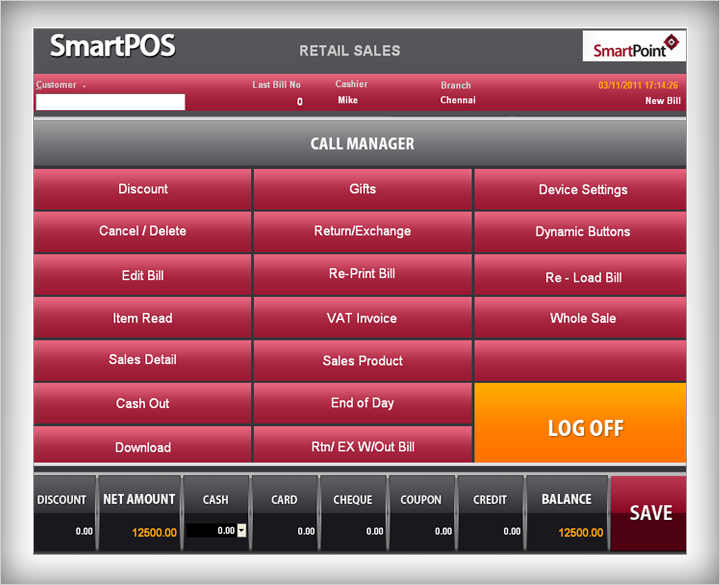 SmartPOS
RETAIL SALES
SmartPoint
Customer .
Last Bill No
Cashier
Branch
03/11/2011 17:14:26
0
Mike
Chennai
New Bill
CALL MANAGER
Discount
Gifts
Device Settings
Cancel / Delete
Return/Exchange
Dynamic Buttons
Edit Bill
Re-Print Bill
Re - Load Bill
Item Read
VAT Invoice
Whole Sale
Sales Detail
Sales Product
Cash Out
End of Day
LOG OFF
Download
Rtn/ EX W/Out Bill
DISCOUNT
NET AMOUNT
CASH
CARD
CHEQUE
COUPON
CREDIT
BALANCE
SAVE
0.00
12500.00
0.00
0.00
0.00
0.00
0.00
12500.00